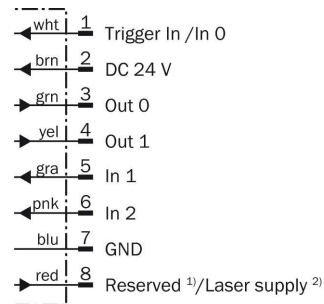 wht 1 Trigger In /In 0
brn 2 DC 24 V
grn 3 Out 0
yel 4 Out 1
gra 5 In 1
pnk 6 In 2
blu 7 GND
red 8 Reserved 1)/Laser supply 2)